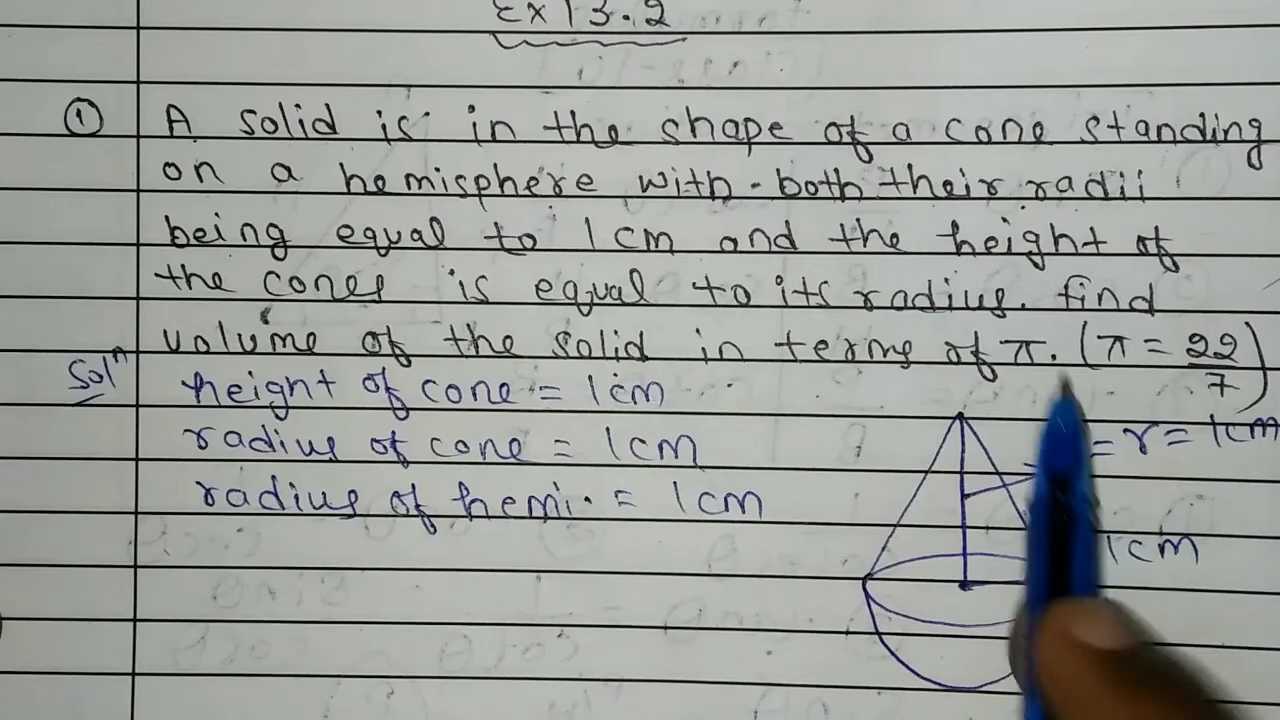 Ex 13.2
① A solid is in the shape of a cone standing
on a hemisphere with both their radii
being equal to 1 cm and the height of
the cones is equal to its radius. find
volume of the solid in terms of π. (π = 22/7)
Solⁿ height of cone = 1cm
radius of cone = 1cm
= r = 1cm
radius of hemi. = 1cm
1cm